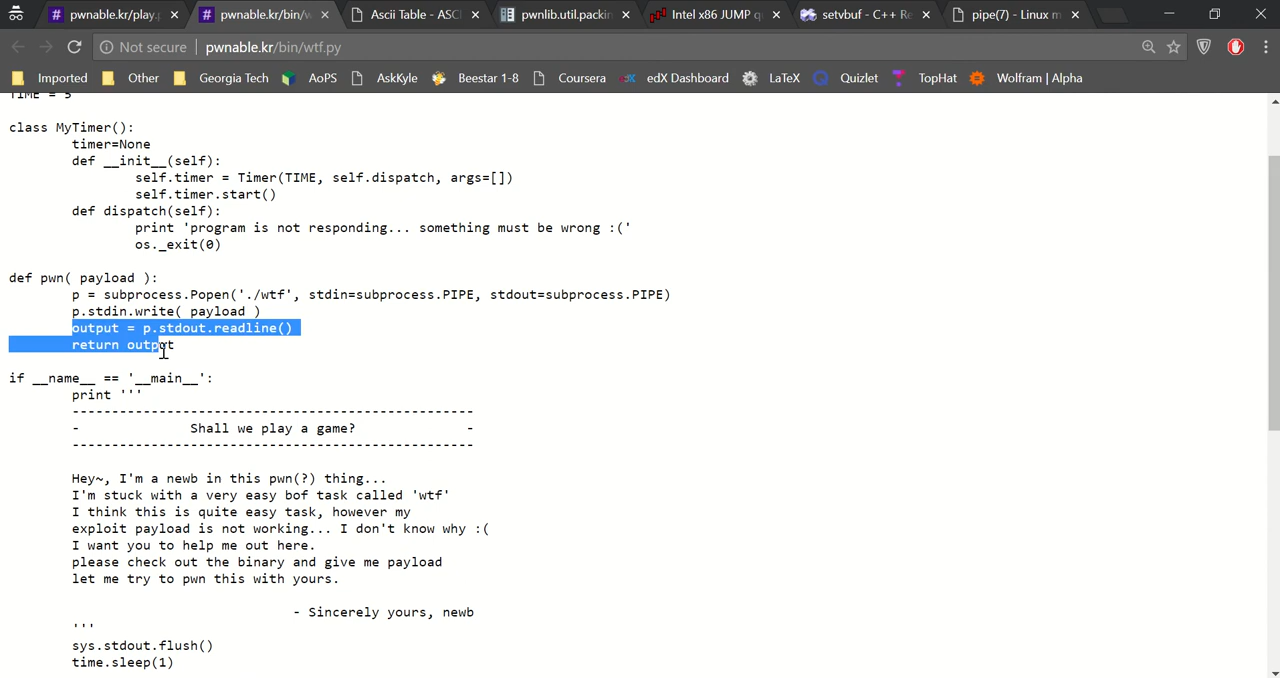 pwnable.kr/play.
pwnable.kr/bin/w
Ascii Table - ASCI
pwnlib.util.packin
Intel x86 JUMP qu
setvbuf - C++ Re
pipe(7) - Linux m
Not secure
pwnable.kr/bin/wtf.py
Imported
Other
Georgia Tech
AoPS
AskKyle
Beestar 1-8
Coursera
edX Dashboard
LaTeX
Quizlet
TopHat
Wolfram | Alpha
TIME = 5
class MyTimer():
timer=None
def __init__(self):
self.timer = Timer(TIME, self.dispatch, args=[])
self.timer.start()
def dispatch(self):
print 'program is not responding... something must be wrong :('
os._exit(0)
def pwn( payload ):
p = subprocess.Popen('./wtf', stdin=subprocess.PIPE, stdout=subprocess.PIPE)
p.stdin.write( payload )
output = p.stdout.readline()
return output
if __name__ == '__main__':
print '''
---------------------------------------------------
-              Shall we play a game?              -
---------------------------------------------------
Hey~, I'm a newb in this pwn(?) thing...
I'm stuck with a very easy bof task called 'wtf'
I think this is quite easy task, however my
exploit payload is not working... I don't know why :(
I want you to help me out here.
please check out the binary and give me payload
let me try to pwn this with yours.
- Sincerely yours, newb
'''
sys.stdout.flush()
time.sleep(1)